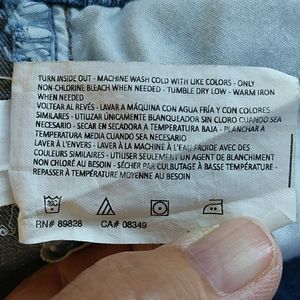 TURN INSIDE OUT - MACHINE WASH COLD WITH LIKE COLORS - ONLY
NON-CHLORINE BLEACH WHEN NEEDED - TUMBLE DRY LOW - WARM IRON
WHEN NEEDED
VOLTEAR AL REVÉS - LAVAR A MÁQUINA CON AGUA FRÍA Y CON COLORES
SIMILARES - UTILIZAR ÚNICAMENTE BLANQUEADOR SIN CLORO CUANDO SEA
NECESARIO - SECAR EN SECADORA A TEMPERATURA BAJA - PLANCHAR A
TEMPERATURA MEDIA CUANDO SEA NECESARIO
LAVER À L'ENVERS - LAVER À LA MACHINE À L'EAU FROIDE AVEC DES
COULEURS SIMILAIRES - UTILISER SEULEMENT UN AGENT DE BLANCHIMENT
NON CHLORÉ AU BESOIN - SÉCHER PAR CULBUTAGE À BASSE TEMPÉRATURE -
REPASSER À TEMPÉRATURE MOYENNE AU BESOIN
RN# 89828 CA# 08349